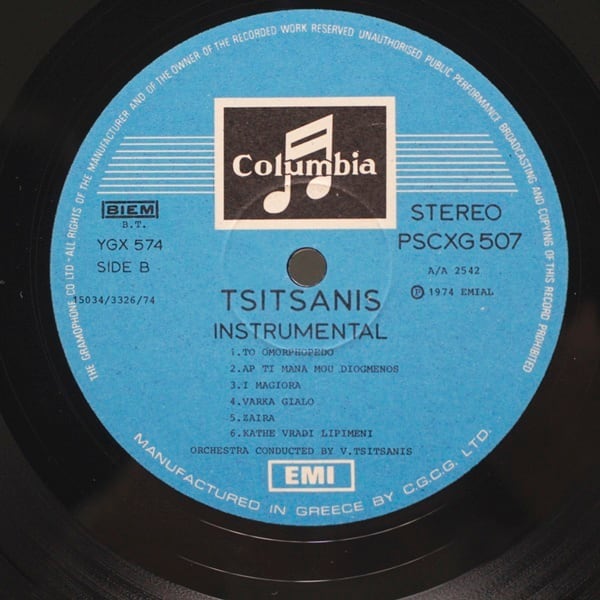 THE GRAMOPHONE CO LTD - ALL RIGHTS OF THE MANUFACTURER AND OF THE OWNER OF THE RECORDED WORK RESERVED UNAUTHORISED PUBLIC PERFORMANCE BROADCASTING AND COPYING OF THIS RECORD PROHIBITED
Columbia
BIEM
B.T.
YGX 574
SIDE B
15034/3326/74
STEREO
PSCXG 507
A/A 2542
Ⓟ 1974 EMIAL
TSITSANIS
INSTRUMENTAL
1.TO OMORPHOPEDO
2.AP TI MANA MOU DIOGMENOS
3.I MAGIORA
4.VARKA GIALO
5.ZAIRA
6.KATHE VRADI LIPIMENI
ORCHESTRA CONDUCTED BY V.TSITSANIS
EMI
MANUFACTURED IN GREECE BY C.G.C.G. LTD.